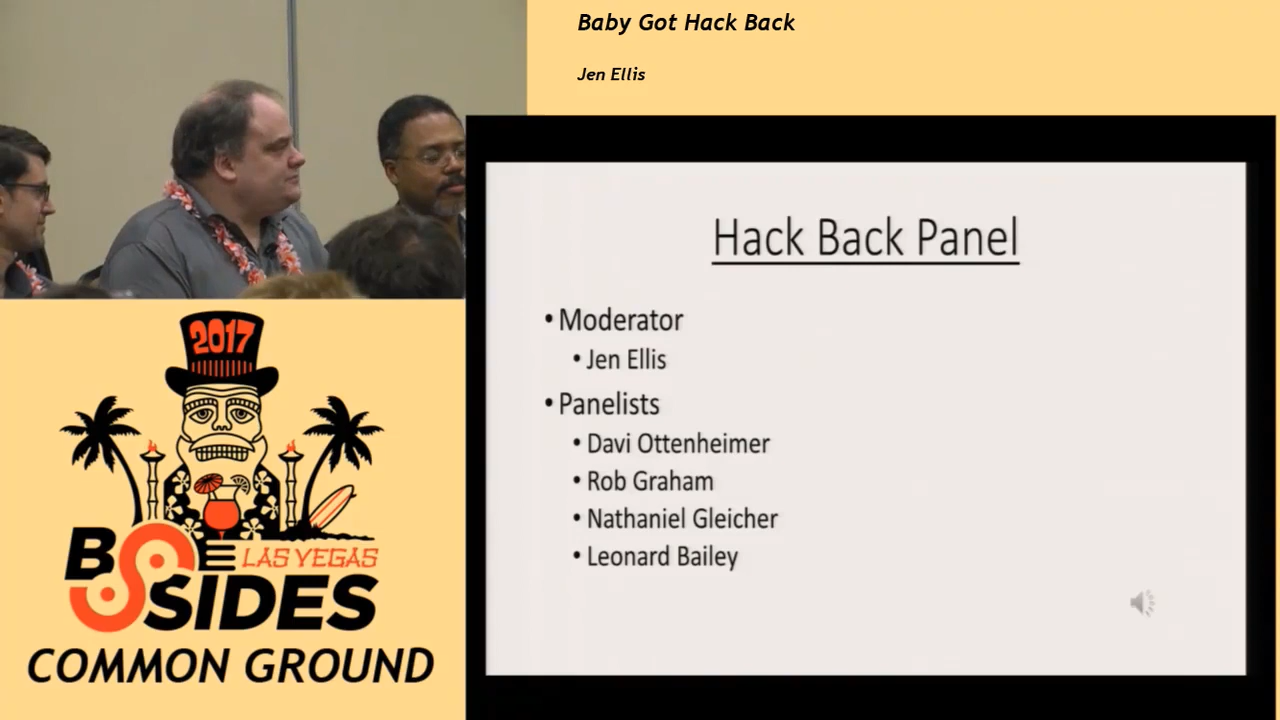 Baby Got Hack Back
Jen Ellis
Hack Back Panel
• Moderator
• Jen Ellis
• Panelists
• Davi Ottenheimer
• Rob Graham
• Nathaniel Gleicher
• Leonard Bailey
2017
BSIDES
LAS VEGAS
COMMON GROUND